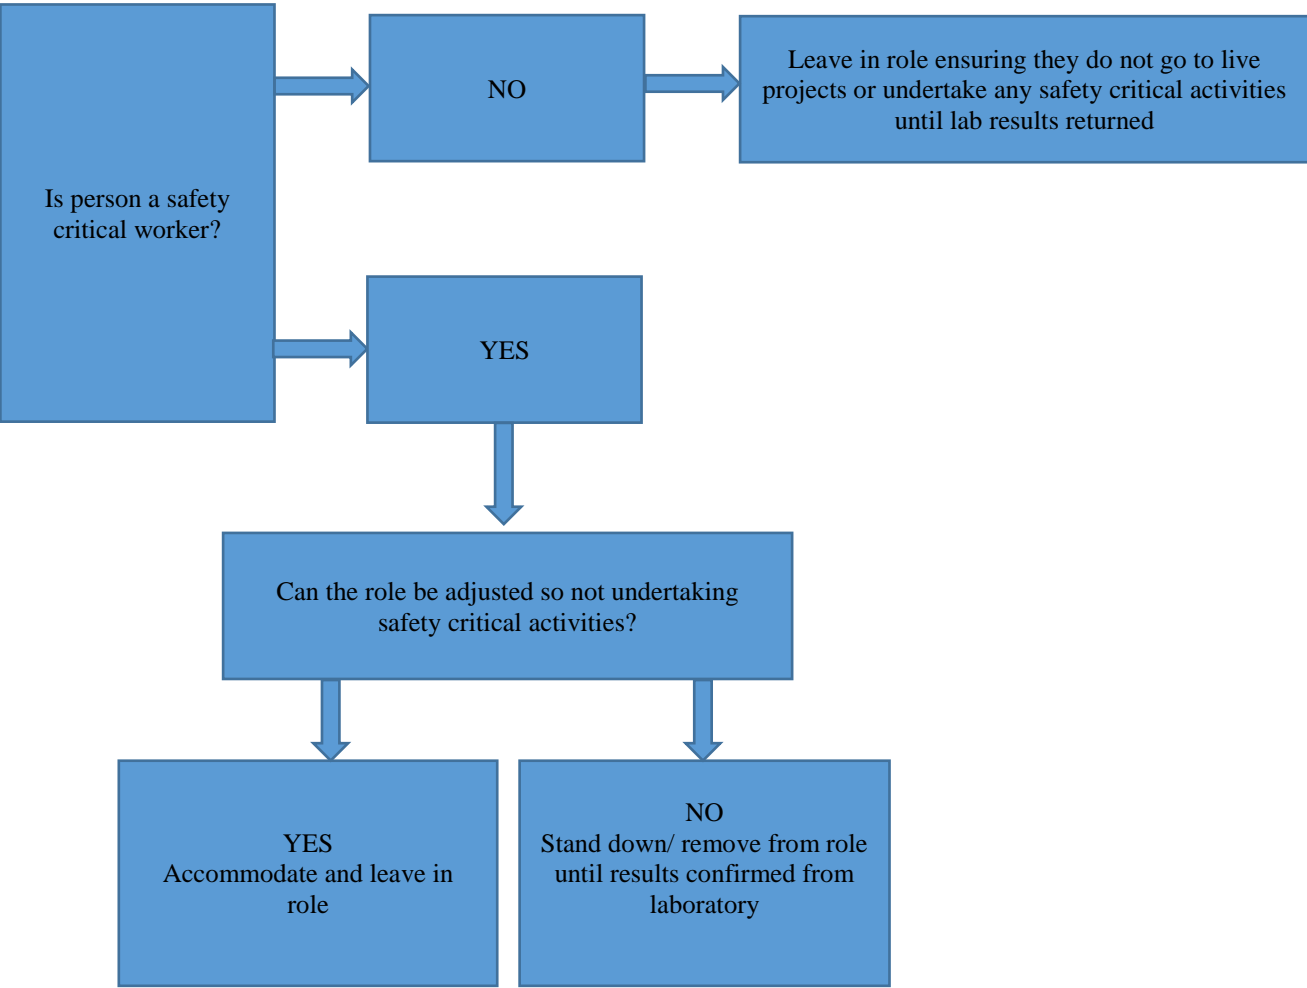 Is person a safety
critical worker?
NO
Leave in role ensuring they do not go to live
projects or undertake any safety critical activities
until lab results returned
YES
Can the role be adjusted so not undertaking
safety critical activities?
YES
Accommodate and leave in
role
NO
Stand down/ remove from role
until results confirmed from
laboratory